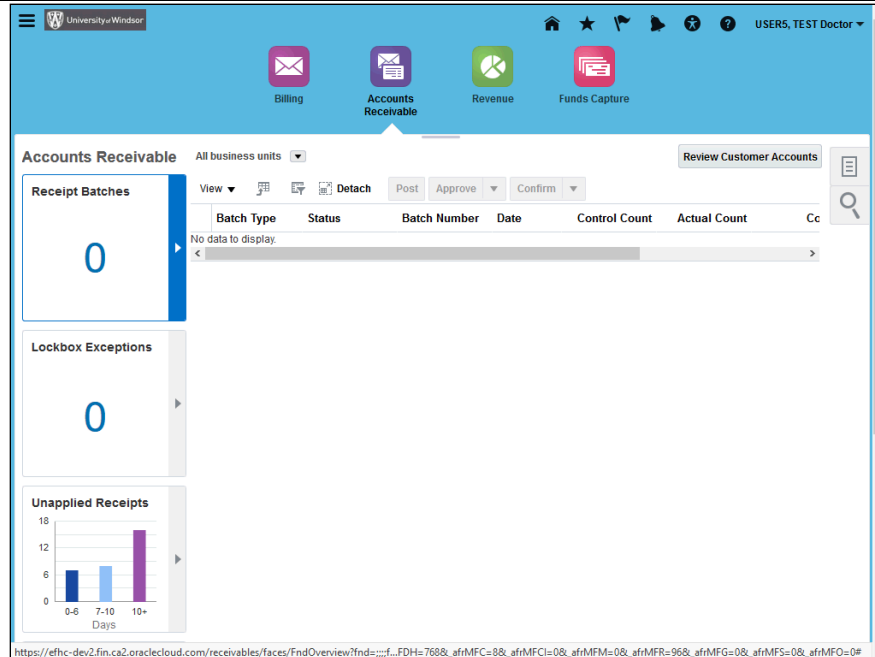 University of Windsor
USER5, TEST Doctor
Billing
Accounts Receivable
Revenue
Funds Capture
Accounts Receivable
All business units
Review Customer Accounts
Receipt Batches
0
View
Detach
Post
Approve
Confirm
Batch Type Status Batch Number Date Control Count Actual Count Co
No data to display.
Lockbox Exceptions
0
Unapplied Receipts
18
12
6
0
0-6 7-10 10+
Days
https://efhc-dev2.fin.ca2.oraclecloud.com/receivables/faces/FndOverview?fnd=;;;;f...FDH=768&_afrMFC=8&_afrMFCI=0&_afrMFM=0&_afrMFR=96&_afrMFG=0&_afrMFS=0&_afrMFO=0#